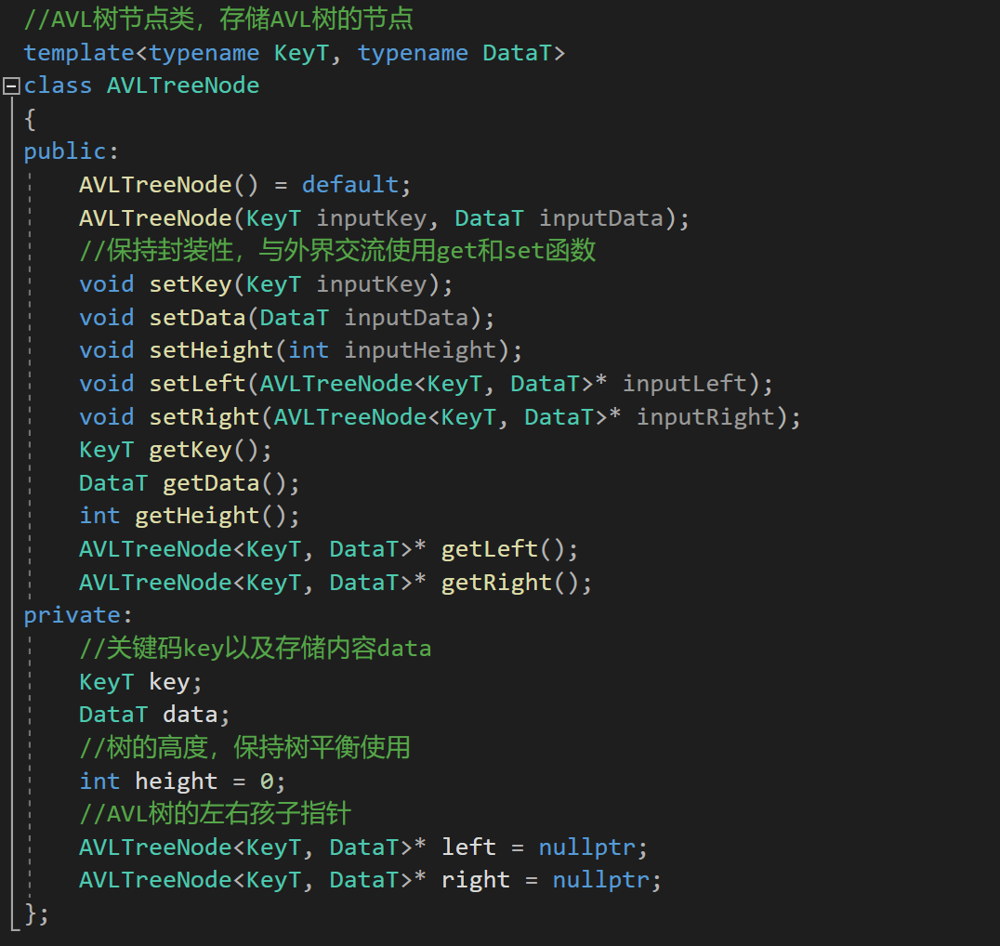 //AVL树节点类，存储AVL树的节点
template<typename KeyT, typename DataT>
class AVLTreeNode
{
public:
    AVLTreeNode() = default;
    AVLTreeNode(KeyT inputKey, DataT inputData);
    //保持封装性，与外界交流使用get和set函数
    void setKey(KeyT inputKey);
    void setData(DataT inputData);
    void setHeight(int inputHeight);
    void setLeft(AVLTreeNode<KeyT, DataT>* inputLeft);
    void setRight(AVLTreeNode<KeyT, DataT>* inputRight);
    KeyT getKey();
    DataT getData();
    int getHeight();
    AVLTreeNode<KeyT, DataT>* getLeft();
    AVLTreeNode<KeyT, DataT>* getRight();
private:
    //关键码key以及存储内容data
    KeyT key;
    DataT data;
    //树的高度，保持树平衡使用
    int height = 0;
    //AVL树的左右孩子指针
    AVLTreeNode<KeyT, DataT>* left = nullptr;
    AVLTreeNode<KeyT, DataT>* right = nullptr;
};